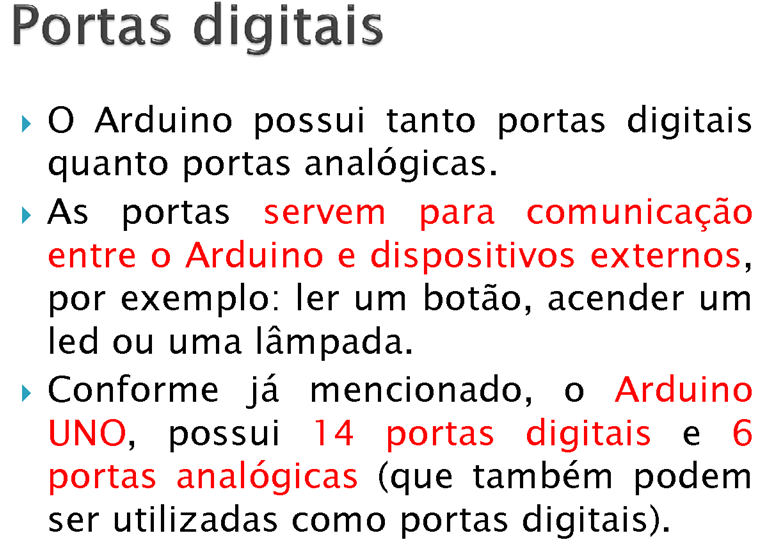 Portas digitais
O Arduino possui tanto portas digitais
quanto portas analógicas.
As portas servem para comunicação
entre o Arduino e dispositivos externos,
por exemplo: ler um botão, acender um
led ou uma lâmpada.
Conforme já mencionado, o Arduino
UNO, possui 14 portas digitais e 6
portas analógicas (que também podem
ser utilizadas como portas digitais).